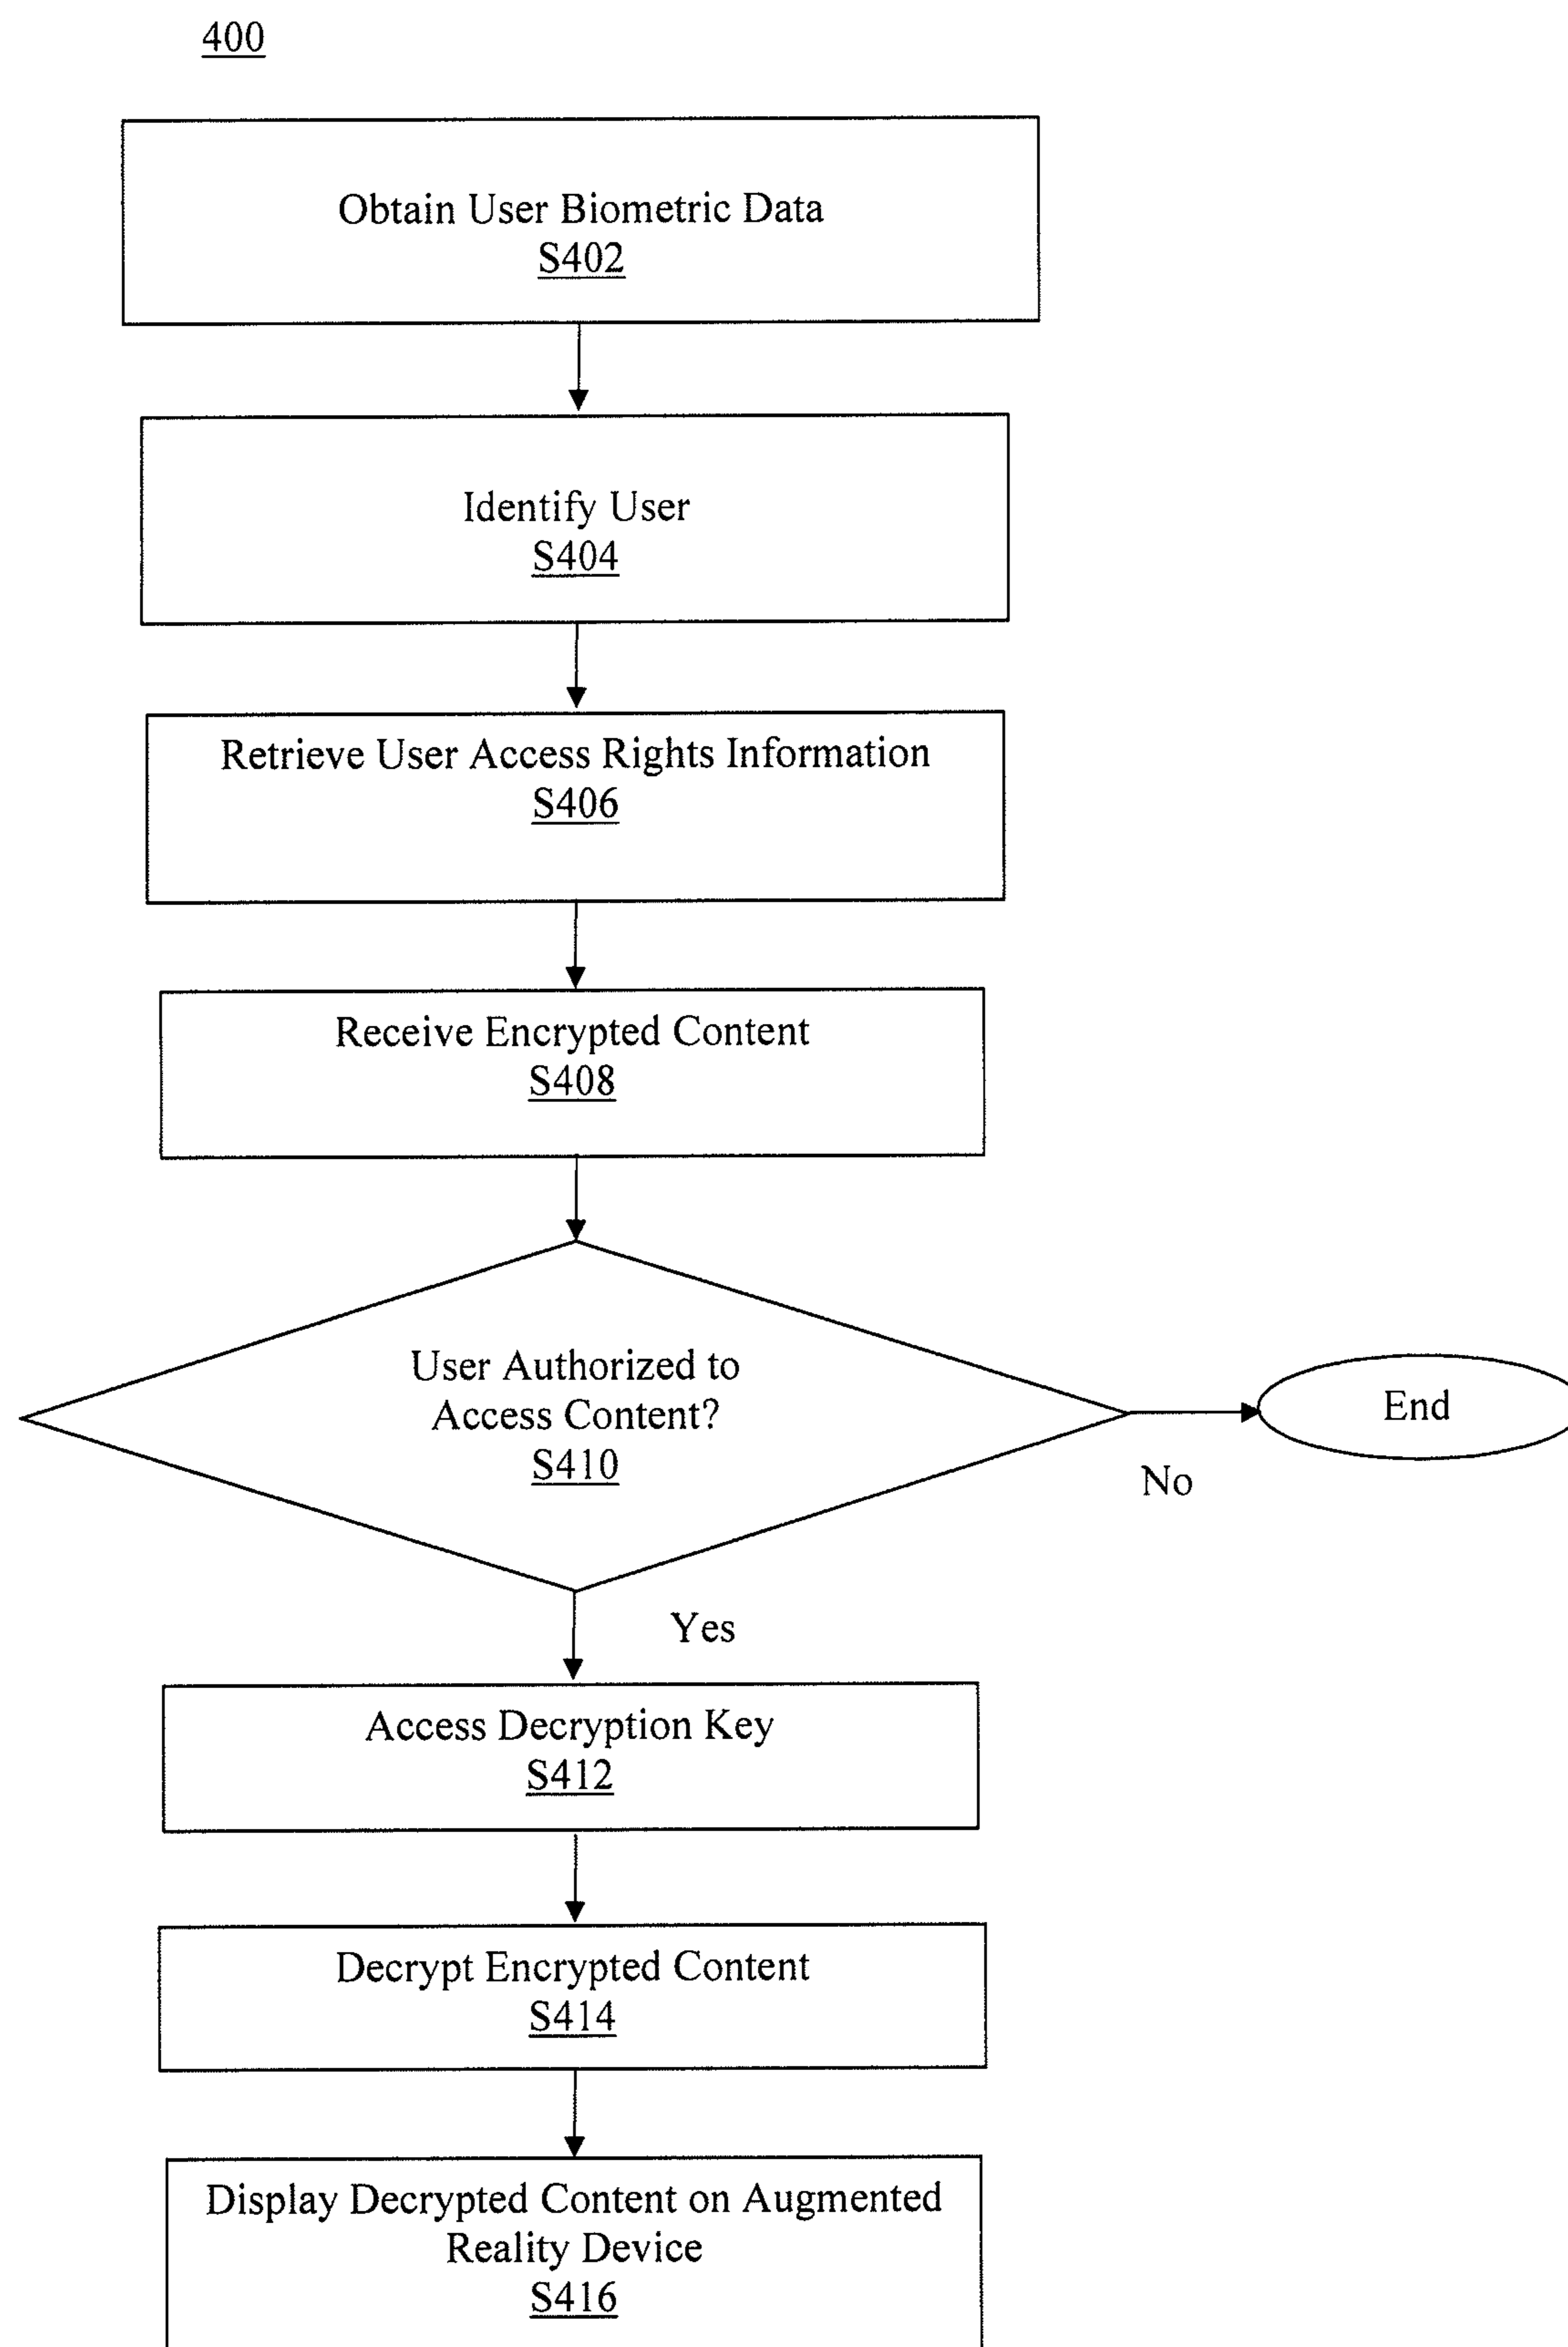 400
Obtain User Biometric Data
S402
Identify User
S404
Retrieve User Access Rights Information
S406
Receive Encrypted Content
S408
User Authorized to
Access Content?
S410
End
No
Yes
Access Decryption Key
S412
Decrypt Encrypted Content
S414
Display Decrypted Content on Augmented
Reality Device
S416